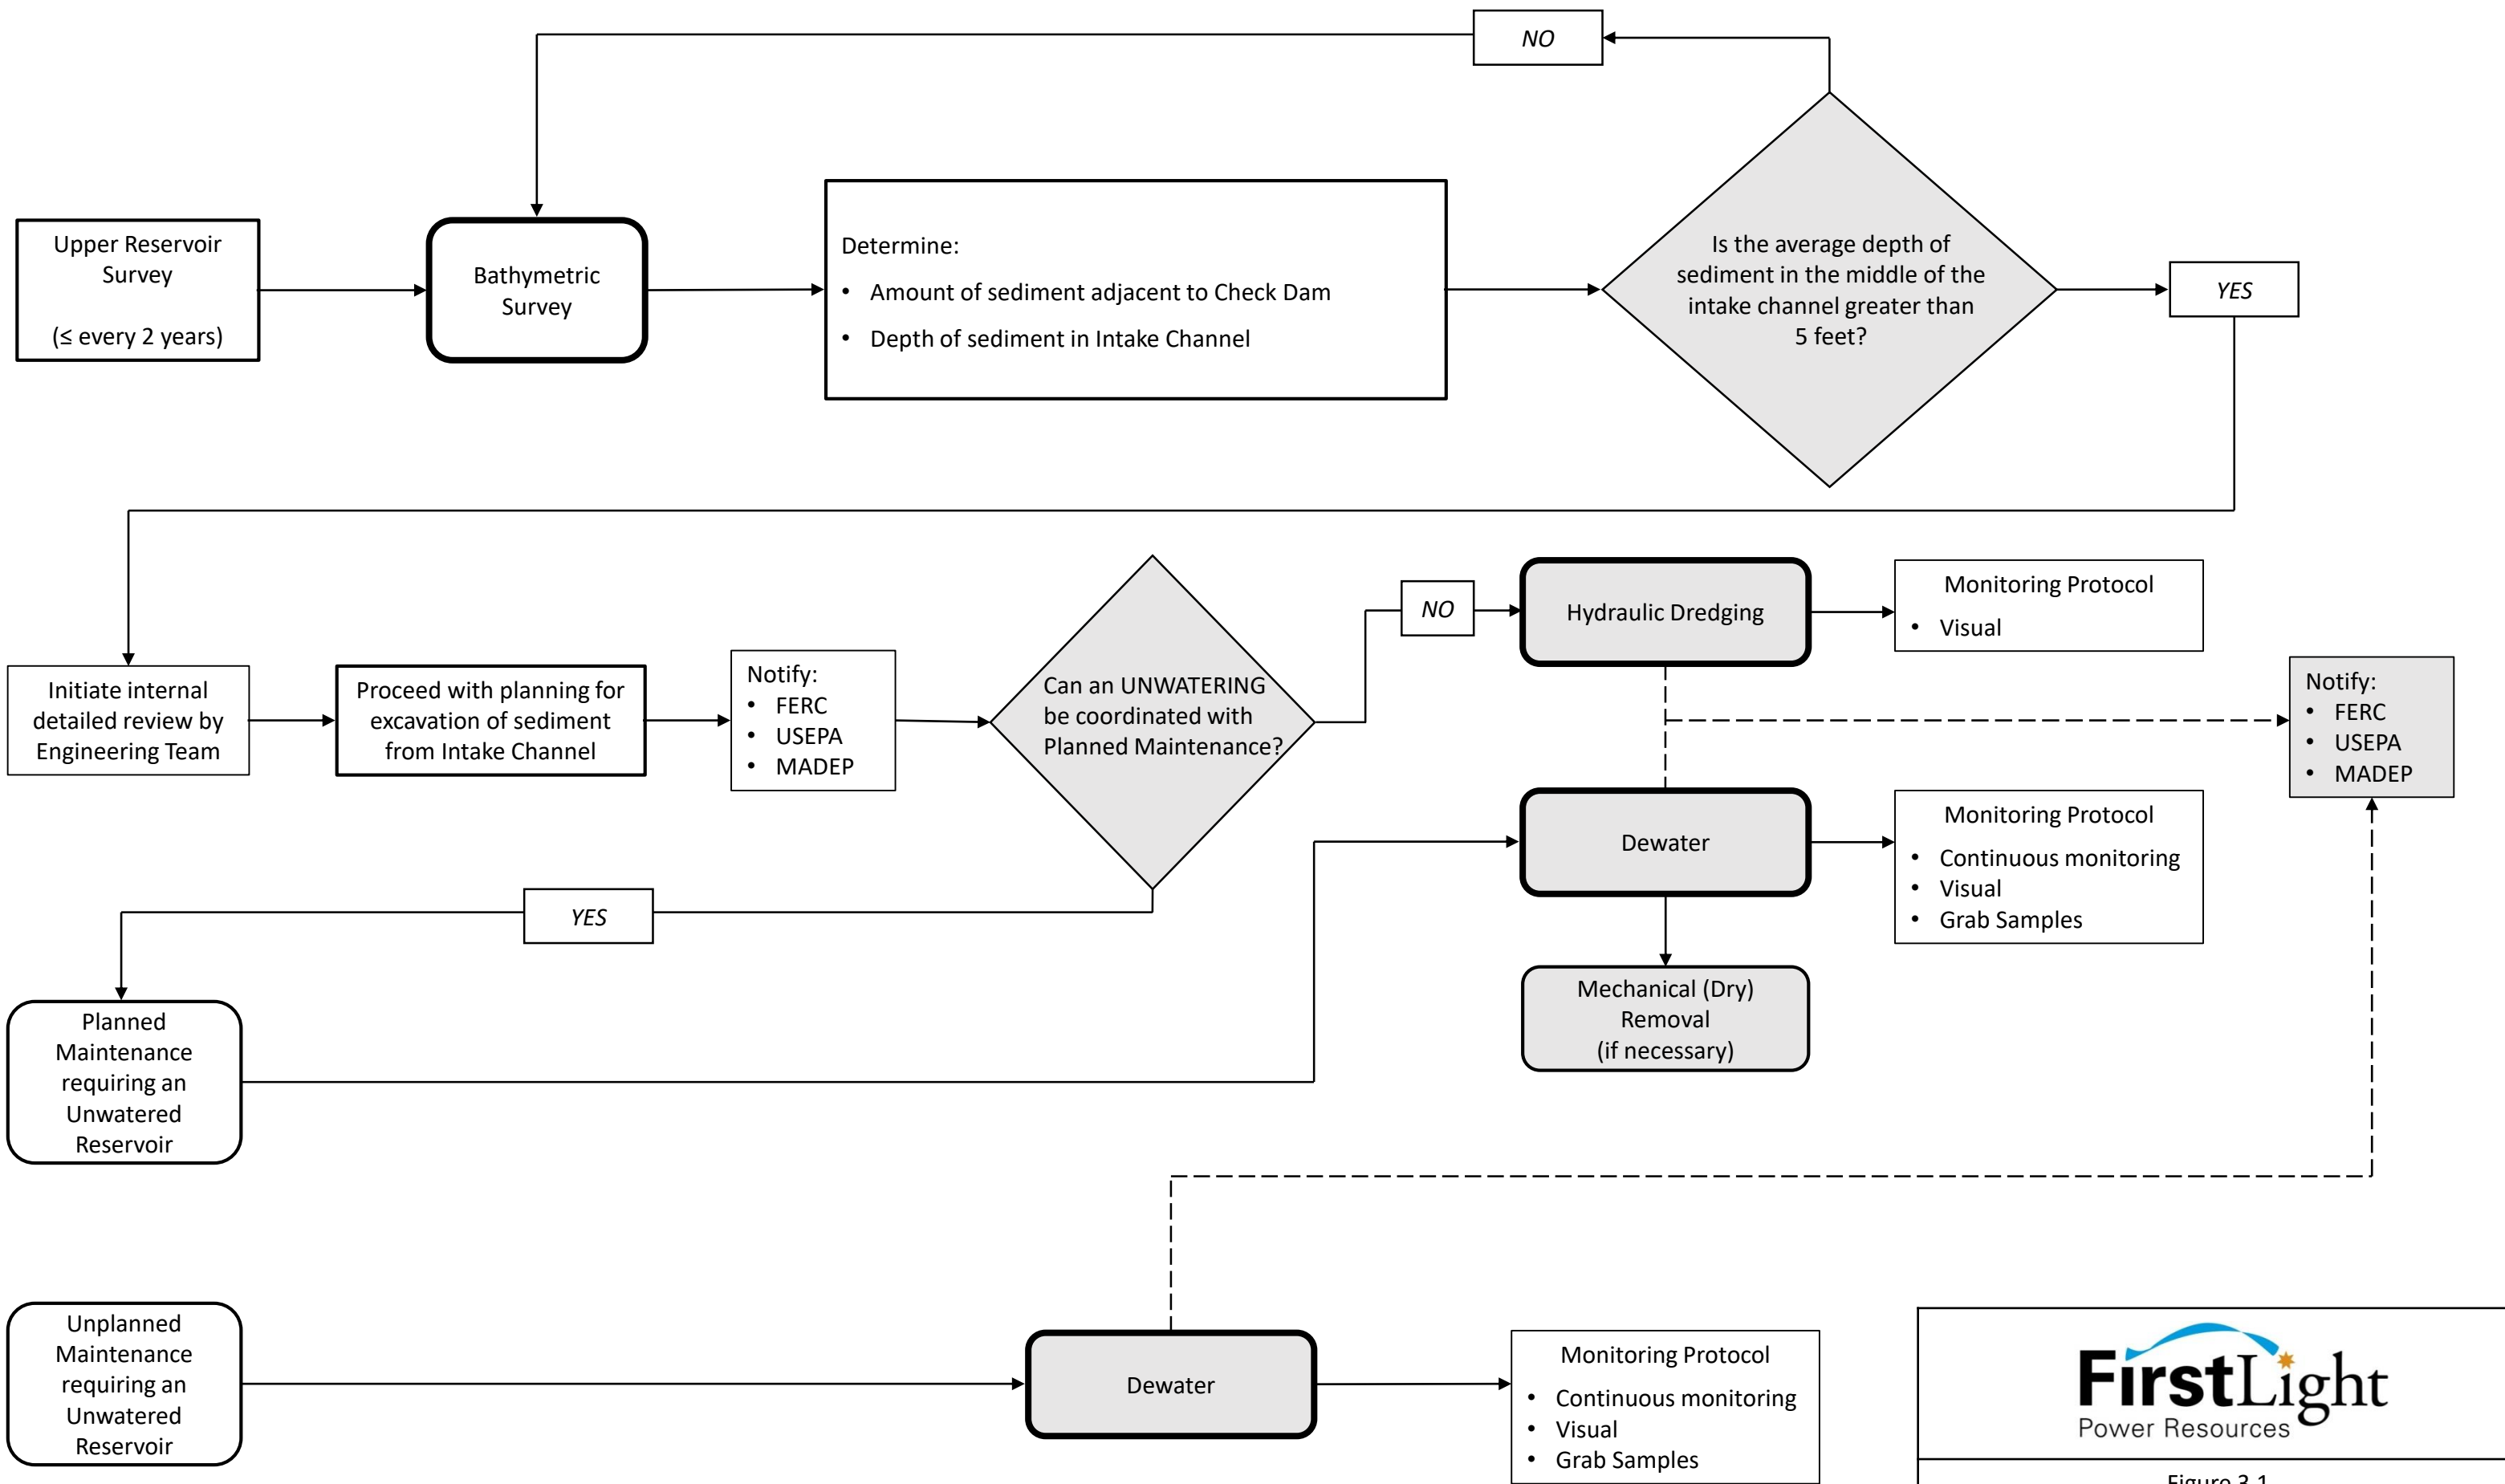 NO
Upper Reservoir
Survey
(≤ every 2 years)
Bathymetric
Survey
Determine:
• Amount of sediment adjacent to Check Dam
• Depth of sediment in Intake Channel
Is the average depth of
sediment in the middle of the
intake channel greater than
5 feet?
YES
Initiate internal
detailed review by
Engineering Team
Proceed with planning for
excavation of sediment
from Intake Channel
Notify:
• FERC
• USEPA
• MADEP
Can an UNWATERING
be coordinated with
Planned Maintenance?
NO
Hydraulic Dredging
Monitoring Protocol
• Visual
Notify:
• FERC
• USEPA
• MADEP
Dewater
Monitoring Protocol
• Continuous monitoring
• Visual
• Grab Samples
YES
Mechanical (Dry)
Removal
(if necessary)
Planned
Maintenance
requiring an
Unwatered
Reservoir
Unplanned
Maintenance
requiring an
Unwatered
Reservoir
Dewater
Monitoring Protocol
• Continuous monitoring
• Visual
• Grab Samples
FirstLight
Power Resources
Figure 3.1